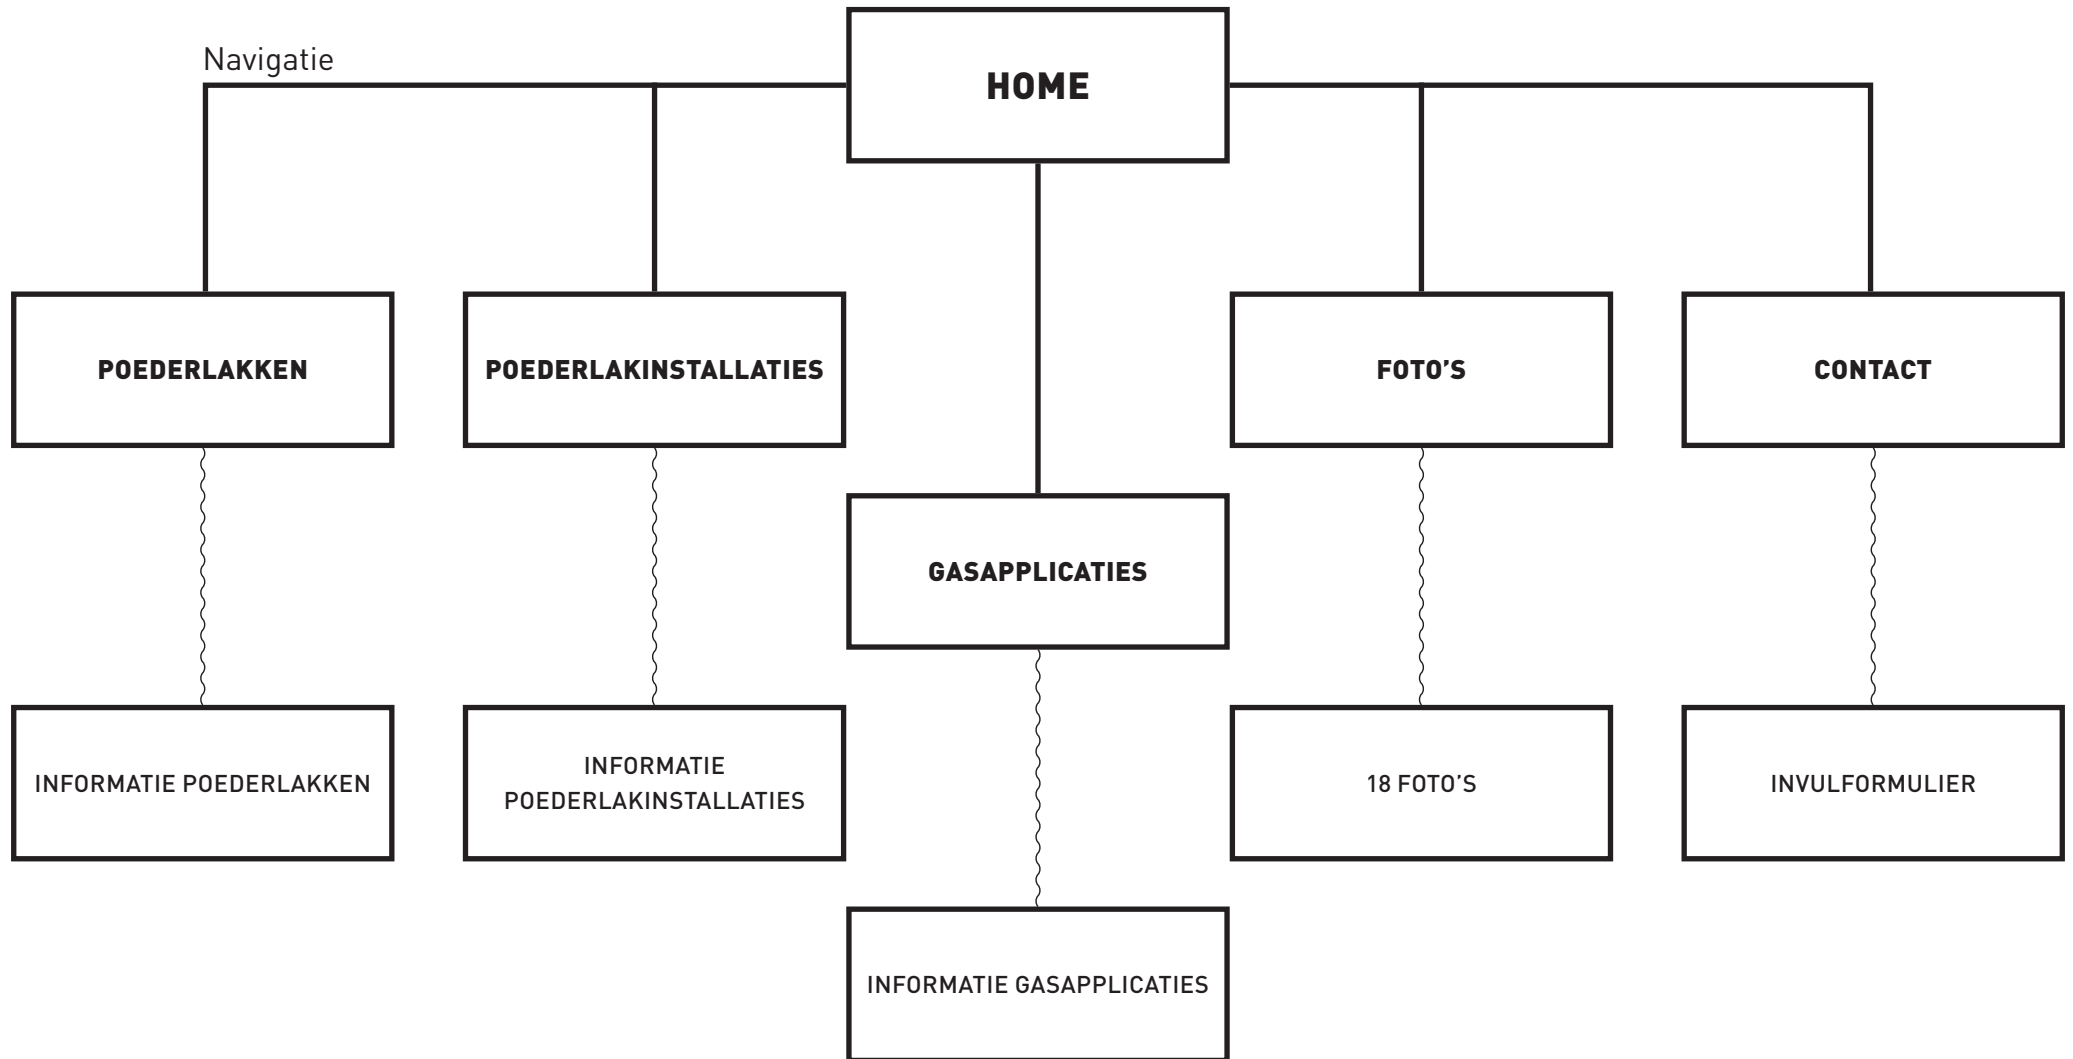 Navigatie
HOME
POEDERLAKKEN
POEDERLAKINSTALLATIES
FOTO’S
CONTACT
GASAPPLICATIES
INFORMATIE POEDERLAKKEN
INFORMATIE
POEDERLAKINSTALLATIES
18 FOTO’S
INVULFORMULIER
INFORMATIE GASAPPLICATIES